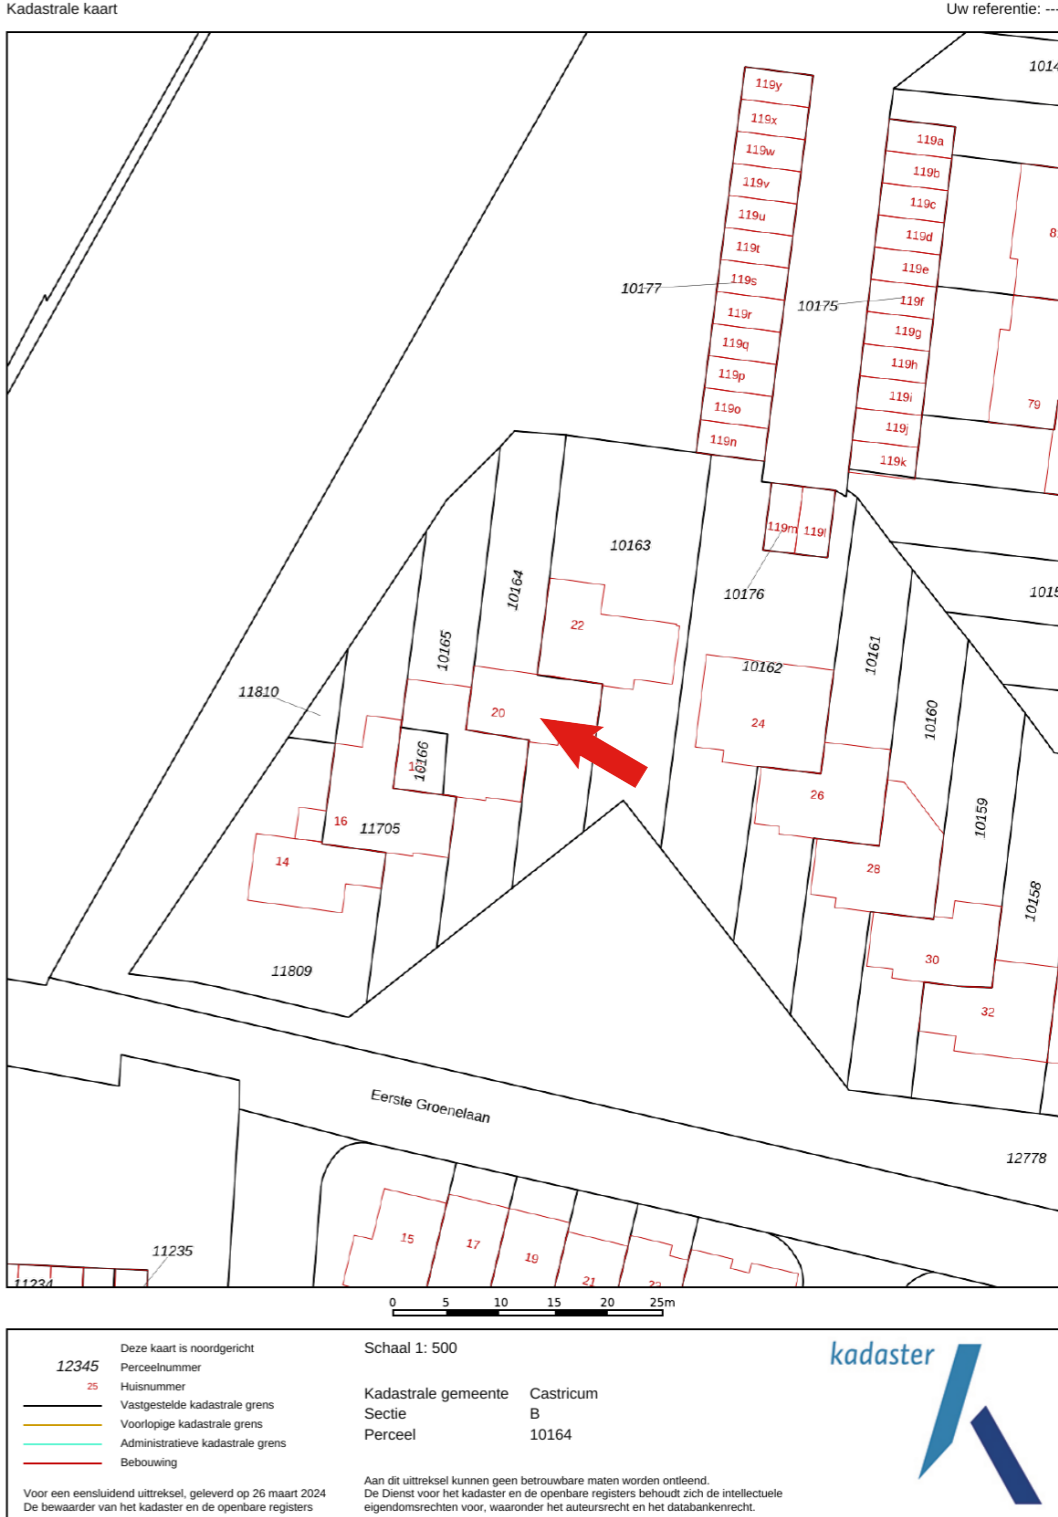 Kadastrale kaart
Uw referentie: ---
119y
119x
119w
119v
119u
119t
119s
119r
119q
119p
119o
119n
10177
10175
119a
119b
119c
119d
119e
119f
119g
119h
119i
119j
119k
79
119m
119l
10163
10164
10165
22
10176
10162
10161
10160
10159
10158
24
26
28
30
32
11810
20
10166
16
11705
14
11809
Eerste Groenelaan
12778
15
17
19
21
11235
11234
0 5 10 15 20 25m
Deze kaart is noordgericht
12345 Perceelnummer
25 Huisnummer
Vastgestelde kadastrale grens
Voorlopige kadastrale grens
Administratieve kadastrale grens
Bebouwing
Voor een eensluidend uittreksel, geleverd op 26 maart 2024
De bewaarder van het kadaster en de openbare registers
Schaal 1: 500
Kadastrale gemeente Castricum
Sectie B
Perceel 10164
Aan dit uittreksel kunnen geen betrouwbare maten worden ontleend.
De Dienst voor het kadaster en de openbare registers behoudt zich de intellectuele
eigendomsrechten voor, waaronder het auteursrecht en het databankenrecht.
kadaster